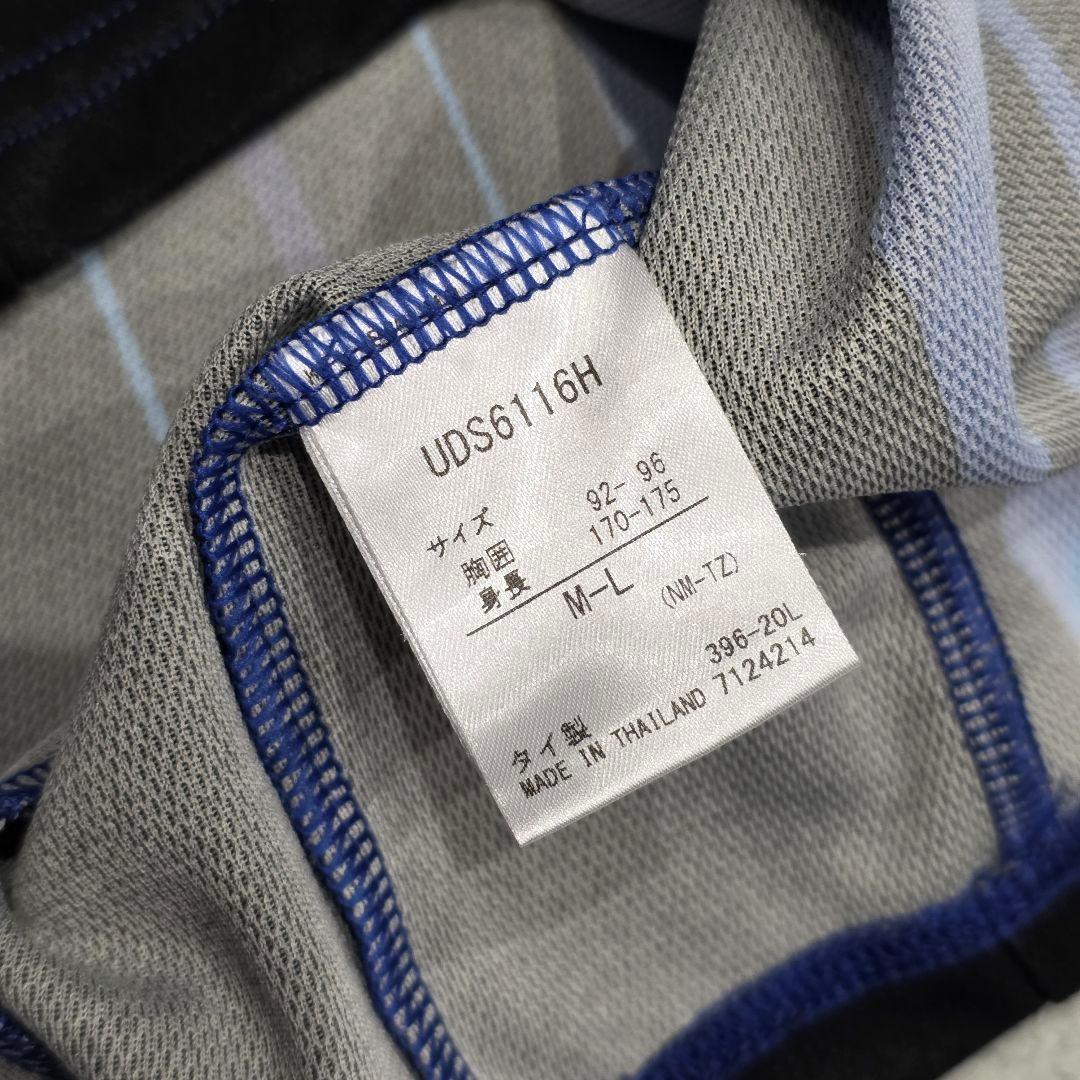 UDS6116H
サイズ
胸囲 92- 96
身長 170-175
M-L (NM-TZ)
396-20L
タイ製
MADE IN THAILAND 7124214